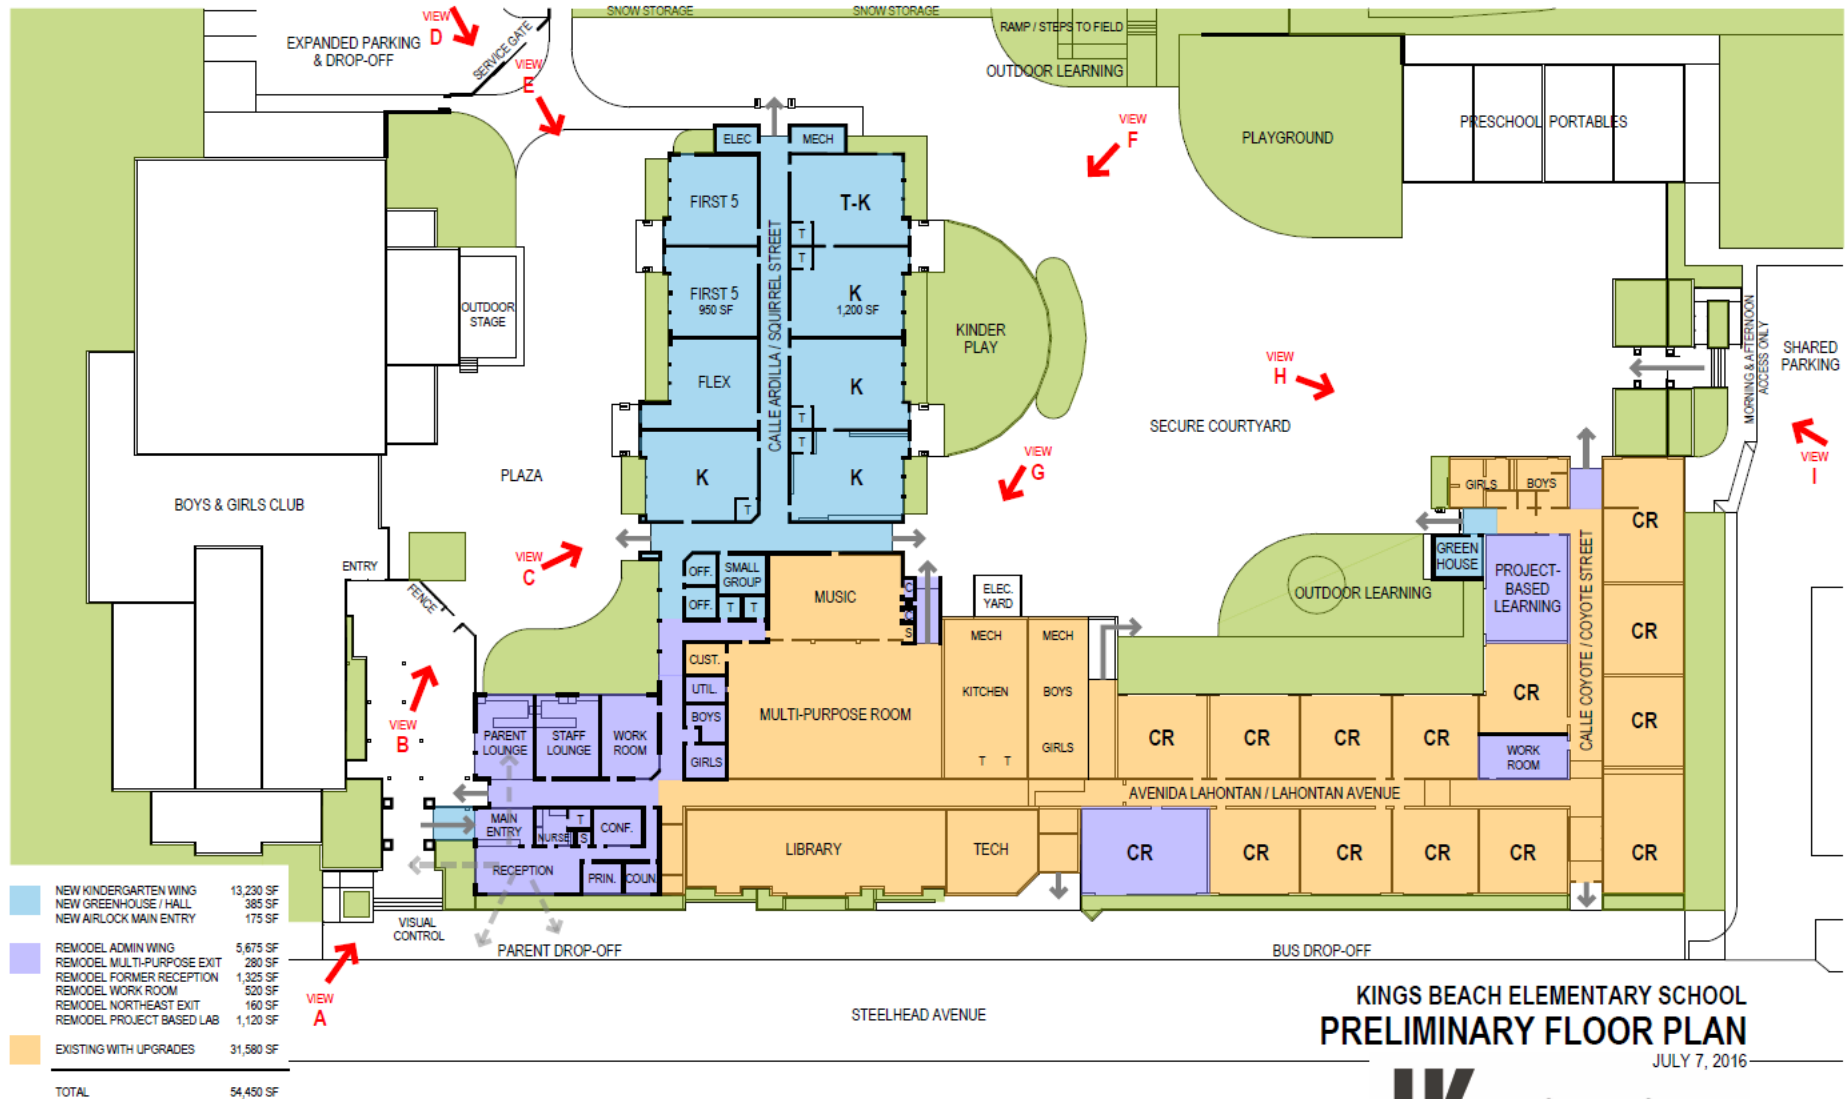 SNOW STORAGE
SNOW STORAGE
VIEW
D
EXPANDED PARKING
& DROP-OFF
SERVICE GATE
RAMP / STEPS TO FIELD
OUTDOOR LEARNING
VIEW
E
VIEW
F
PLAYGROUND
PRESCHOOL PORTABLES
ELEC
MECH
FIRST 5
T-K
T
T
CALLE ARDILLA / SQUIRREL STREET
FIRST 5
950 SF
K
1,200 SF
OUTDOOR
STAGE
KINDER
PLAY
FLEX
K
T
T
VIEW
H
MORNING & AFTERNOON
ACCESS ONLY
SHARED
PARKING
SECURE COURTYARD
VIEW
I
PLAZA
K
T
K
VIEW
G
BOYS & GIRLS CLUB
GIRLS
BOYS
CR
ENTRY
FENCE
VIEW
C
OFF.
SMALL
GROUP
OFF.
T
T
MUSIC
C
C
S
ELEC.
YARD
OUTDOOR LEARNING
GREEN
HOUSE
PROJECT-
BASED
LEARNING
CALLE COYOTE / COYOTE STREET
CR
MECH
MECH
CUST.
UTIL.
BOYS
GIRLS
MULTI-PURPOSE ROOM
KITCHEN
T
T
BOYS
GIRLS
CR
CR
VIEW
B
PARENT
LOUNGE
STAFF
LOUNGE
WORK
ROOM
CR
CR
CR
CR
WORK
ROOM
AVENIDA LAHONTAN / LAHONTAN AVENUE
MAIN
ENTRY
NURSE
T
S
CONF.
RECEPTION
PRIN.
COUN
LIBRARY
TECH
CR
CR
CR
CR
CR
CR
VISUAL
CONTROL
PARENT DROP-OFF
BUS DROP-OFF
VIEW
A
STEELHEAD AVENUE
NEW KINDERGARTEN WING 13,230 SF
NEW GREENHOUSE / HALL 385 SF
NEW AIRLOCK MAIN ENTRY 175 SF
REMODEL ADMIN WING 5,675 SF
REMODEL MULTI-PURPOSE EXIT 280 SF
REMODEL FORMER RECEPTION 1,325 SF
REMODEL WORK ROOM 520 SF
REMODEL NORTHEAST EXIT 160 SF
REMODEL PROJECT BASED LAB 1,120 SF
EXISTING WITH UPGRADES 31,580 SF
TOTAL 54,450 SF
KINGS BEACH ELEMENTARY SCHOOL
PRELIMINARY FLOOR PLAN
JULY 7, 2016